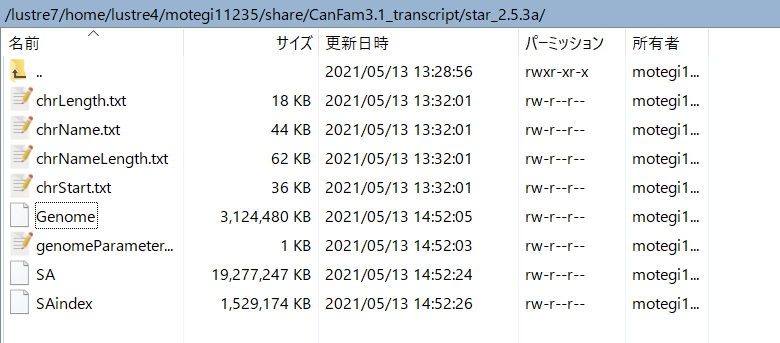 /lustre7/home/lustre4/motegi11235/share/CanFam3.1_transcript/star_2.5.3a/
名前 サイズ 更新日時 パーミッション 所有者
.. 2021/05/13 13:28:56 rwxr-xr-x motegi1...
chrLength.txt 18 KB 2021/05/13 13:32:01 rw-r--r-- motegi1...
chrName.txt 44 KB 2021/05/13 13:32:01 rw-r--r-- motegi1...
chrNameLength.txt 62 KB 2021/05/13 13:32:01 rw-r--r-- motegi1...
chrStart.txt 36 KB 2021/05/13 13:32:01 rw-r--r-- motegi1...
Genome 3,124,480 KB 2021/05/13 14:52:05 rw-r--r-- motegi1...
genomeParameter... 1 KB 2021/05/13 14:52:03 rw-r--r-- motegi1...
SA 19,277,247 KB 2021/05/13 14:52:24 rw-r--r-- motegi1...
SAindex 1,529,174 KB 2021/05/13 14:52:26 rw-r--r-- motegi1...